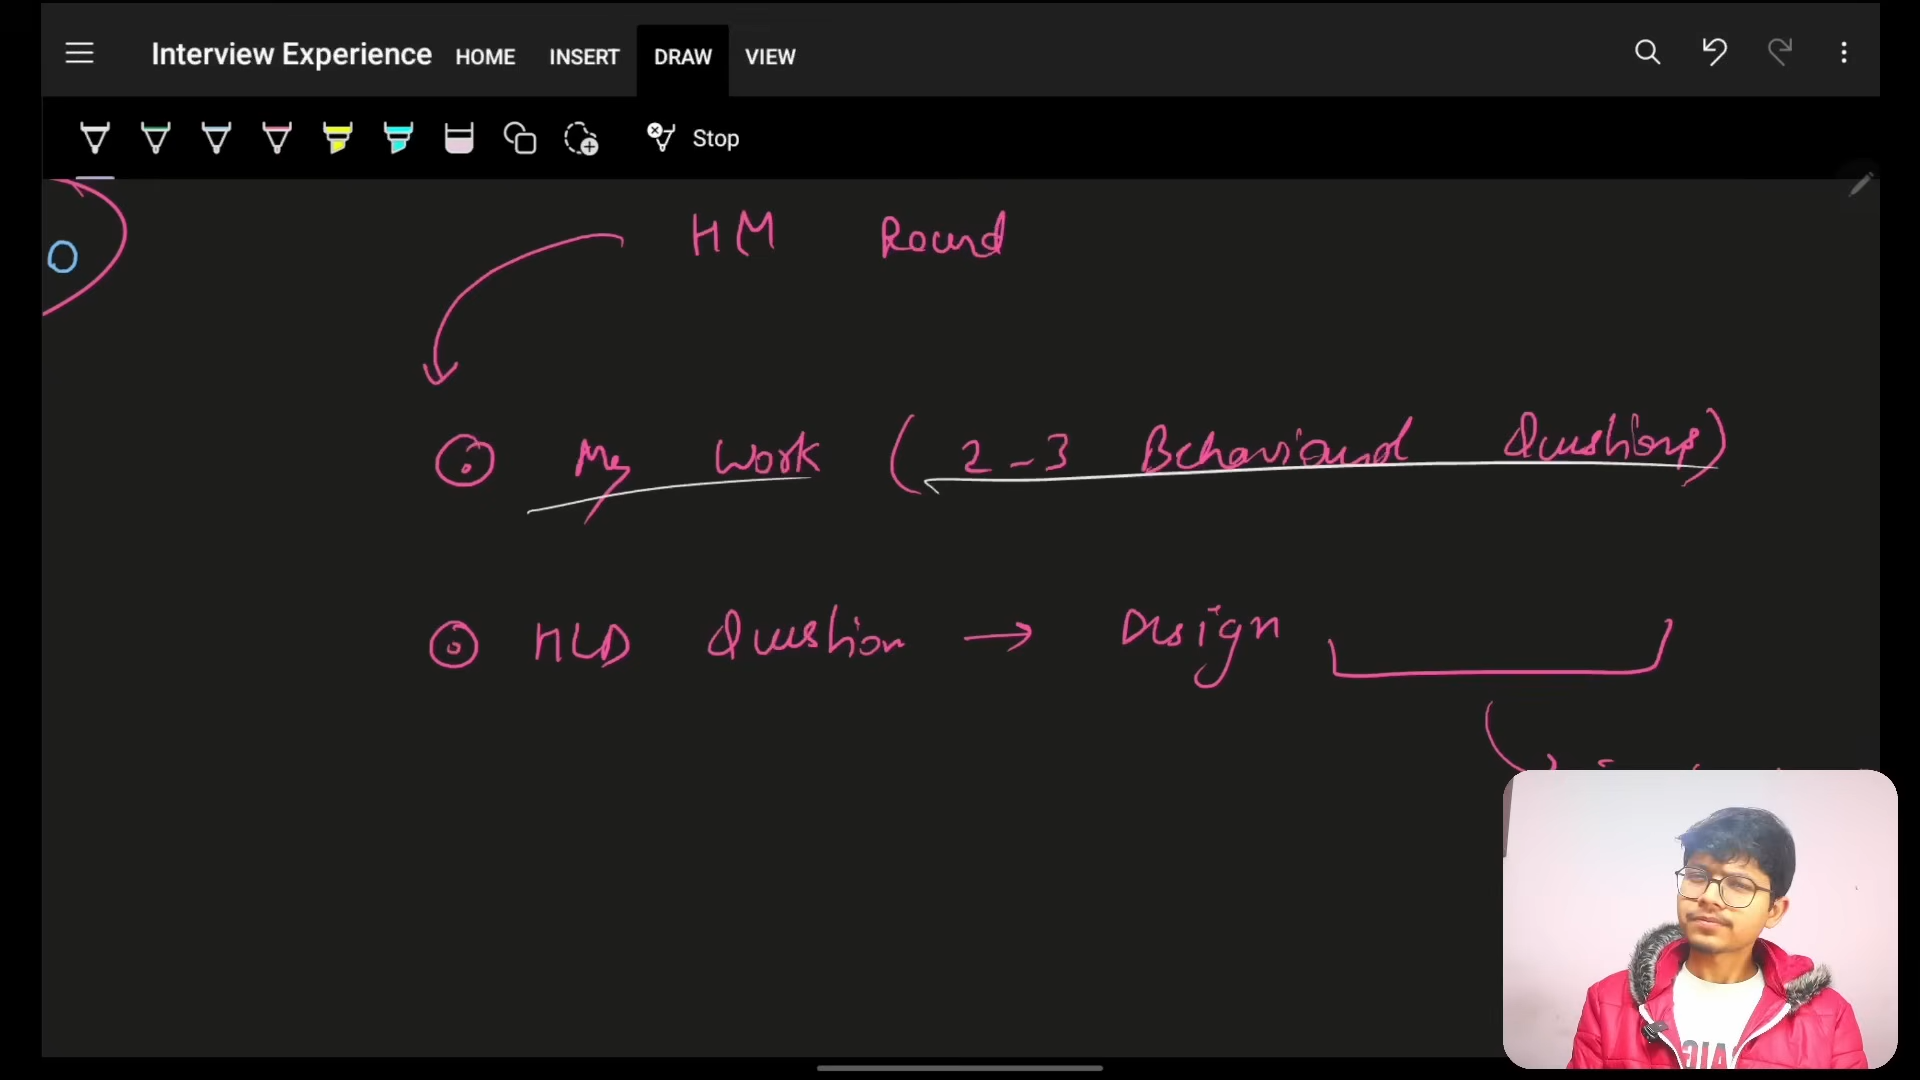 Interview Experience HOME INSERT DRAW VIEW
Stop
O
HM Round
My Work (2-3 Behavioural Questions)
HLD Question → Design